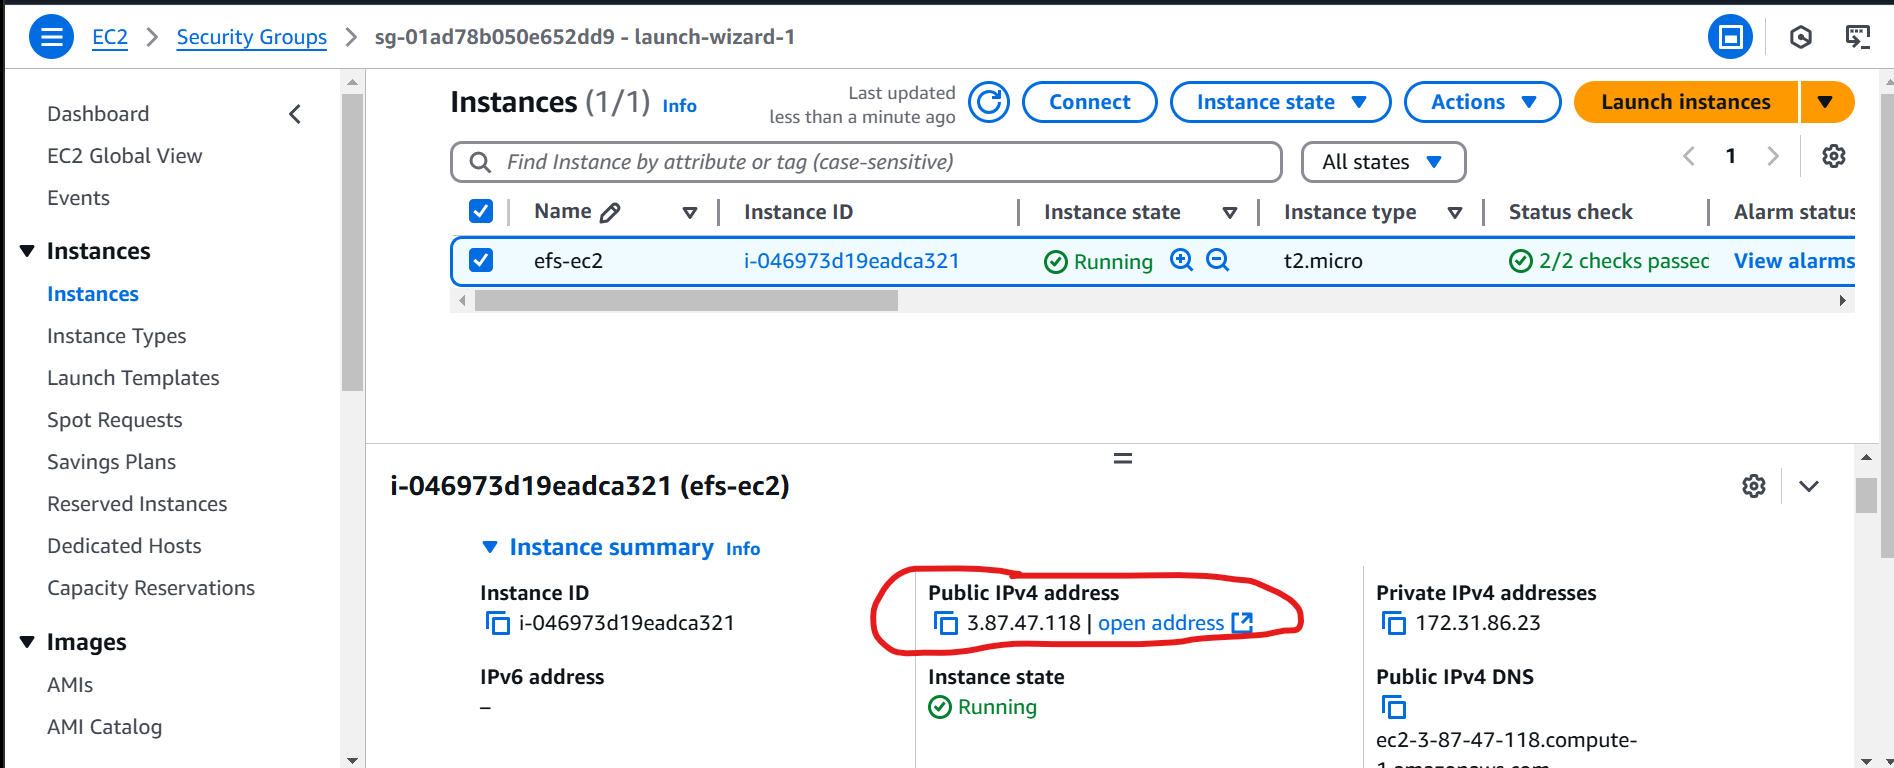 EC2 > Security Groups > sg-01ad78b050e652dd9 - launch-wizard-1
Dashboard
EC2 Global View
Events
Instances
Instances
Instance Types
Launch Templates
Spot Requests
Savings Plans
Reserved Instances
Dedicated Hosts
Capacity Reservations
Images
AMIs
AMI Catalog
Instances (1/1) Info
Last updated
less than a minute ago
Connect
Instance state
Actions
Launch instances
Find Instance by attribute or tag (case-sensitive)
All states
1
Name Instance ID Instance state Instance type Status check Alarm status
efs-ec2 i-046973d19eadca321 Running t2.micro 2/2 checks passed View alarms
i-046973d19eadca321 (efs-ec2)
Instance summary Info
Instance ID
i-046973d19eadca321
Public IPv4 address
3.87.47.118 | open address
Private IPv4 addresses
172.31.86.23
IPv6 address
–
Instance state
Running
Public IPv4 DNS
ec2-3-87-47-118.compute-
1.amazonaws.com